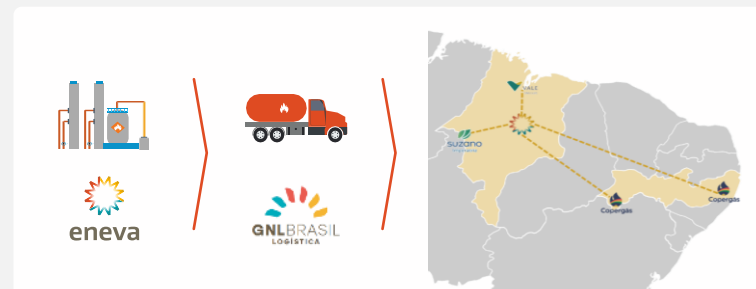 eneva
GNLBRASIL
LOGÍSTICA
VALE
suzano
Copergás
Copergás